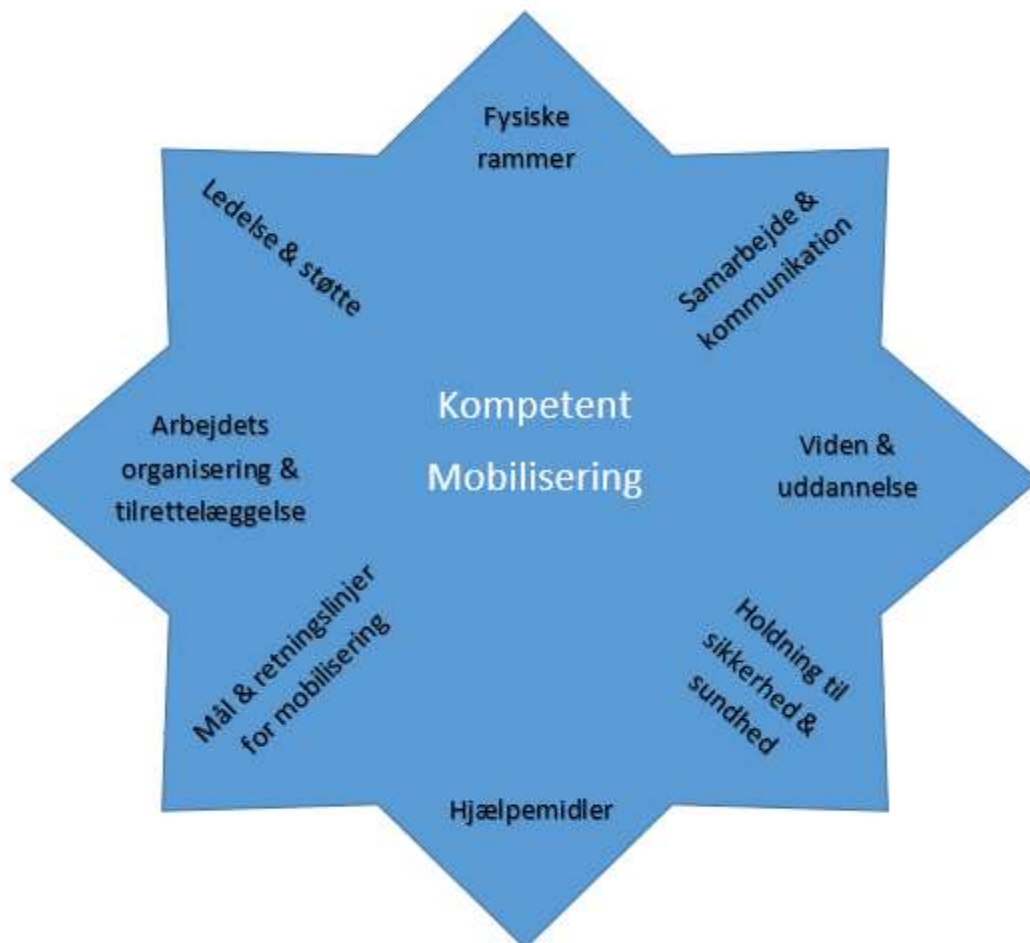 Fysiske
rammer
Samarbejde &
kommunikation
Viden &
uddannelse
Holdning til
sikkerhed &
sundhed
Hjælpemidler
Mål & retningslinjer
for mobilisering
Arbejdets
organisering &
tilrettelæggelse
Ledelse & støtte
Kompetent
Mobilisering